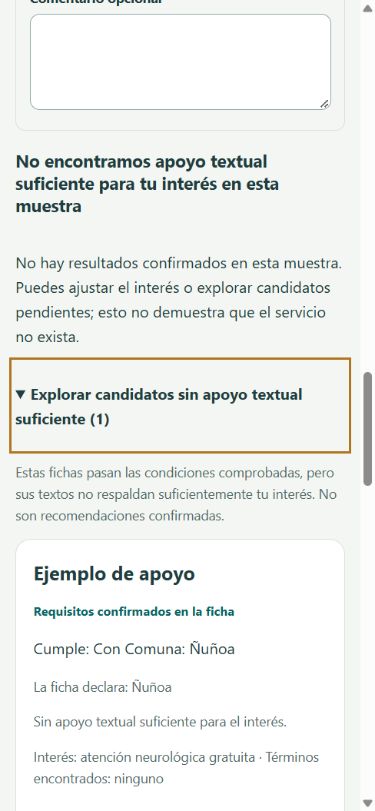 Comentario opcional
No encontramos apoyo textual
suficiente para tu interés en esta
muestra
No hay resultados confirmados en esta muestra.
Puedes ajustar el interés o explorar candidatos
pendientes; esto no demuestra que el servicio
no exista.
▼ Explorar candidatos sin apoyo textual
suficiente (1)
Estas fichas pasan las condiciones comprobadas, pero
sus textos no respaldan suficientemente tu interés. No
son recomendaciones confirmadas.
Ejemplo de apoyo
Requisitos confirmados en la ficha
Cumple: Con Comuna: Ñuñoa
La ficha declara: Ñuñoa
Sin apoyo textual suficiente para el interés.
Interés: atención neurológica gratuita · Términos
encontrados: ninguno